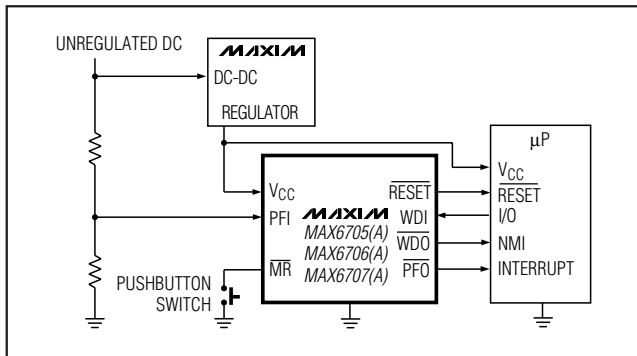 UNREGULATED DC
MAXIM
DC-DC
REGULATOR
μP
VCC
RESET
I/O
NMI
INTERRUPT
VCC
PFI
MR
MAXIM
MAX6705(A)
MAX6706(A)
MAX6707(A)
RESET
WDI
WDO
PFO
PUSHBUTTON
SWITCH